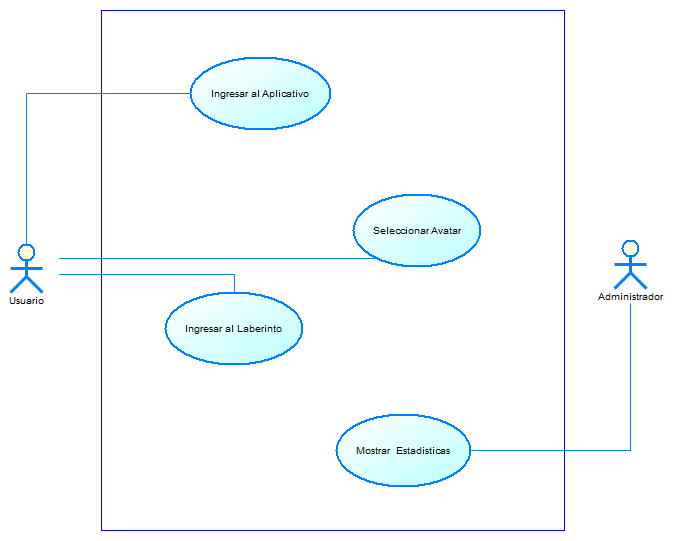 Ingresar al Aplicativo
Seleccionar Avatar
Usuario
Administrador
Ingresar al Laberinto
Mostrar Estadisticas